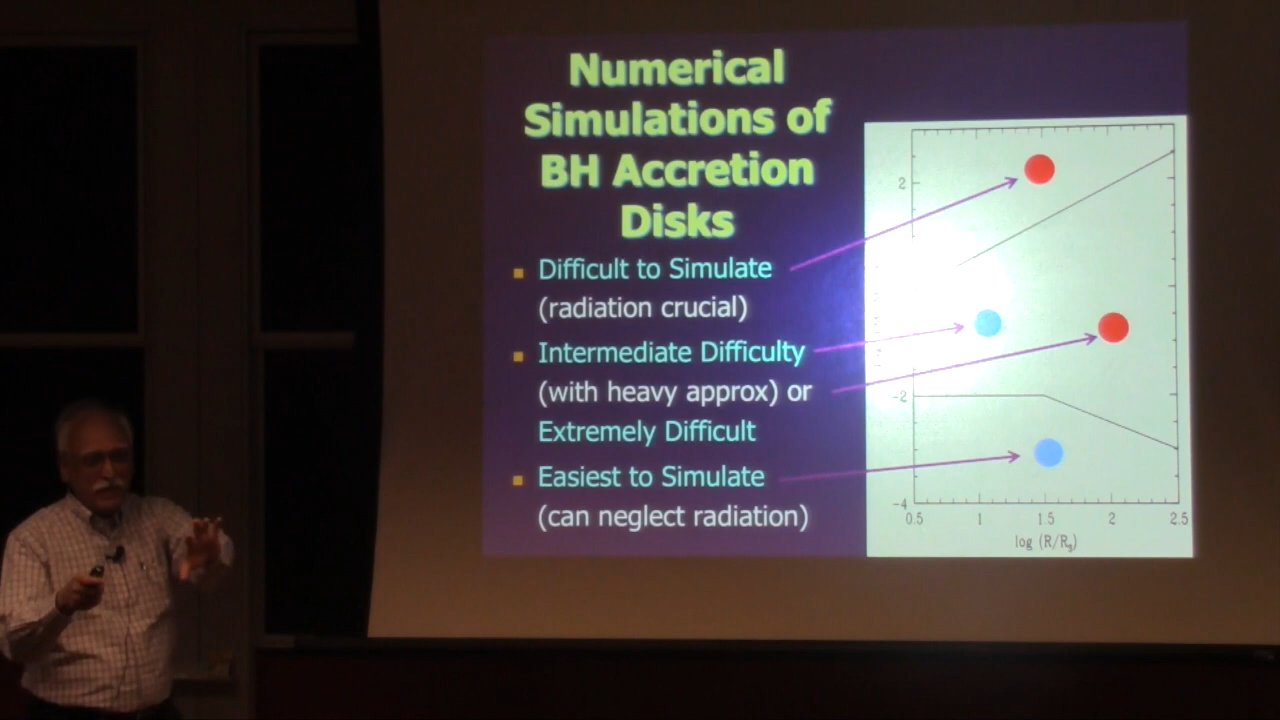 Numerical
Simulations of
BH Accretion
Disks
Difficult to Simulate
(radiation crucial)
Intermediate Difficulty
(with heavy approx) or
Extremely Difficult
Easiest to Simulate
(can neglect radiation)
2
-2
-4
0.5 1 1.5 2 2.5
log (R/Rs)